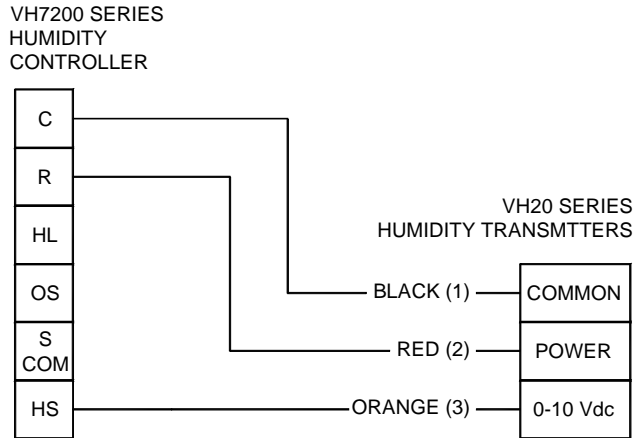 VH7200 SERIES
HUMIDITY
CONTROLLER
C
R
HL
OS
S
COM
HS
VH20 SERIES
HUMIDITY TRANSMTTERS
BLACK (1)
COMMON
RED (2)
POWER
ORANGE (3)
0-10 Vdc